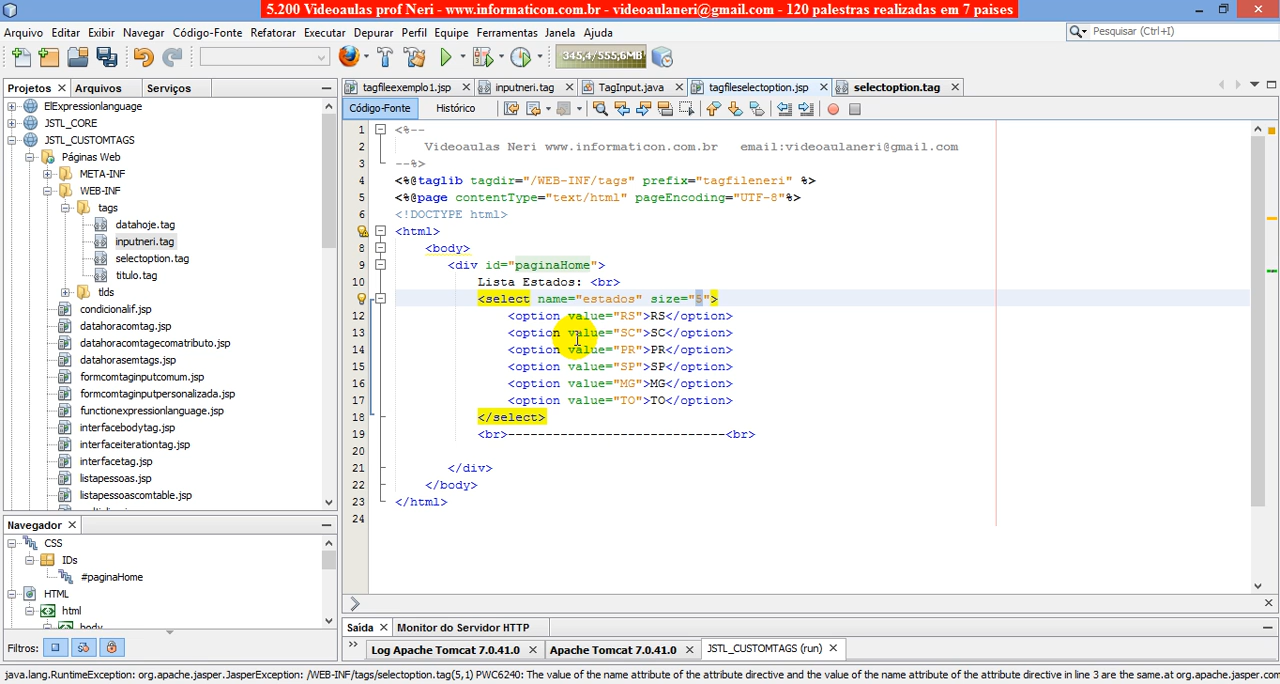 5.200 Videoaulas prof Neri - www.informaticon.com.br - videoaulaneri@gmail.com - 120 palestras realizadas em 7 paises
Arquivo Editar Exibir Navegar Código-Fonte Refatorar Executar Depurar Perfil Equipe Ferramentas Janela Ajuda
Pesquisar (Ctrl+I)
345,4/555,6MB
Projetos Arquivos Serviços
tagfileexemplo1.jsp inputneri.tag TagInput.java tagfileselectoption.jsp selectoption.tag
Código-Fonte Histórico
ElExpressionlanguage
JSTL_CORE
JSTL_CUSTOMTAGS
Páginas Web
META-INF
WEB-INF
tags
datahoje.tag
inputneri.tag
selectoption.tag
titulo.tag
tlds
condicionalif.jsp
datahoracomtag.jsp
datahoracomtagecomatributo.jsp
datahorasemtags.jsp
formcomtaginputcomum.jsp
formcomtaginputpersonalizada.jsp
functionexpressionlanguage.jsp
interfacebodytag.jsp
interfaceiterationtag.jsp
interfacetag.jsp
listapessoas.jsp
listapessoascomtable.jsp
1 <%--
2 Videoaulas Neri www.informaticon.com.br email:videoaulaneri@gmail.com
3 --%>
4 <%@taglib tagdir="/WEB-INF/tags" prefix="tagfileneri" %>
5 <%@page contentType="text/html" pageEncoding="UTF-8"%>
6 <!DOCTYPE html>
<html>
8 <body>
9 <div id="paginaHome">
10 Lista Estados: <br>
<select name="estados" size="5">
12 <option value="RS">RS</option>
13 <option value="SC">SC</option>
14 <option value="PR">PR</option>
15 <option value="SP">SP</option>
16 <option value="MG">MG</option>
17 <option value="TO">TO</option>
18 </select>
19 <br>-----------------------------<br>
20
21 </div>
22 </body>
23 </html>
24
Navegador
CSS
IDs
#paginaHome
HTML
html
body
Filtros:
Saída Monitor do Servidor HTTP
Log Apache Tomcat 7.0.41.0 Apache Tomcat 7.0.41.0 JSTL_CUSTOMTAGS (run)
java.lang.RuntimeException: org.apache.jasper.JasperException: /WEB-INF/tags/selectoption.tag(5,1) PWC6240: The value of the name attribute of the attribute directive and the value of the name attribute of the attribute directive in line 3 are the same.at org.apache.jasper.com